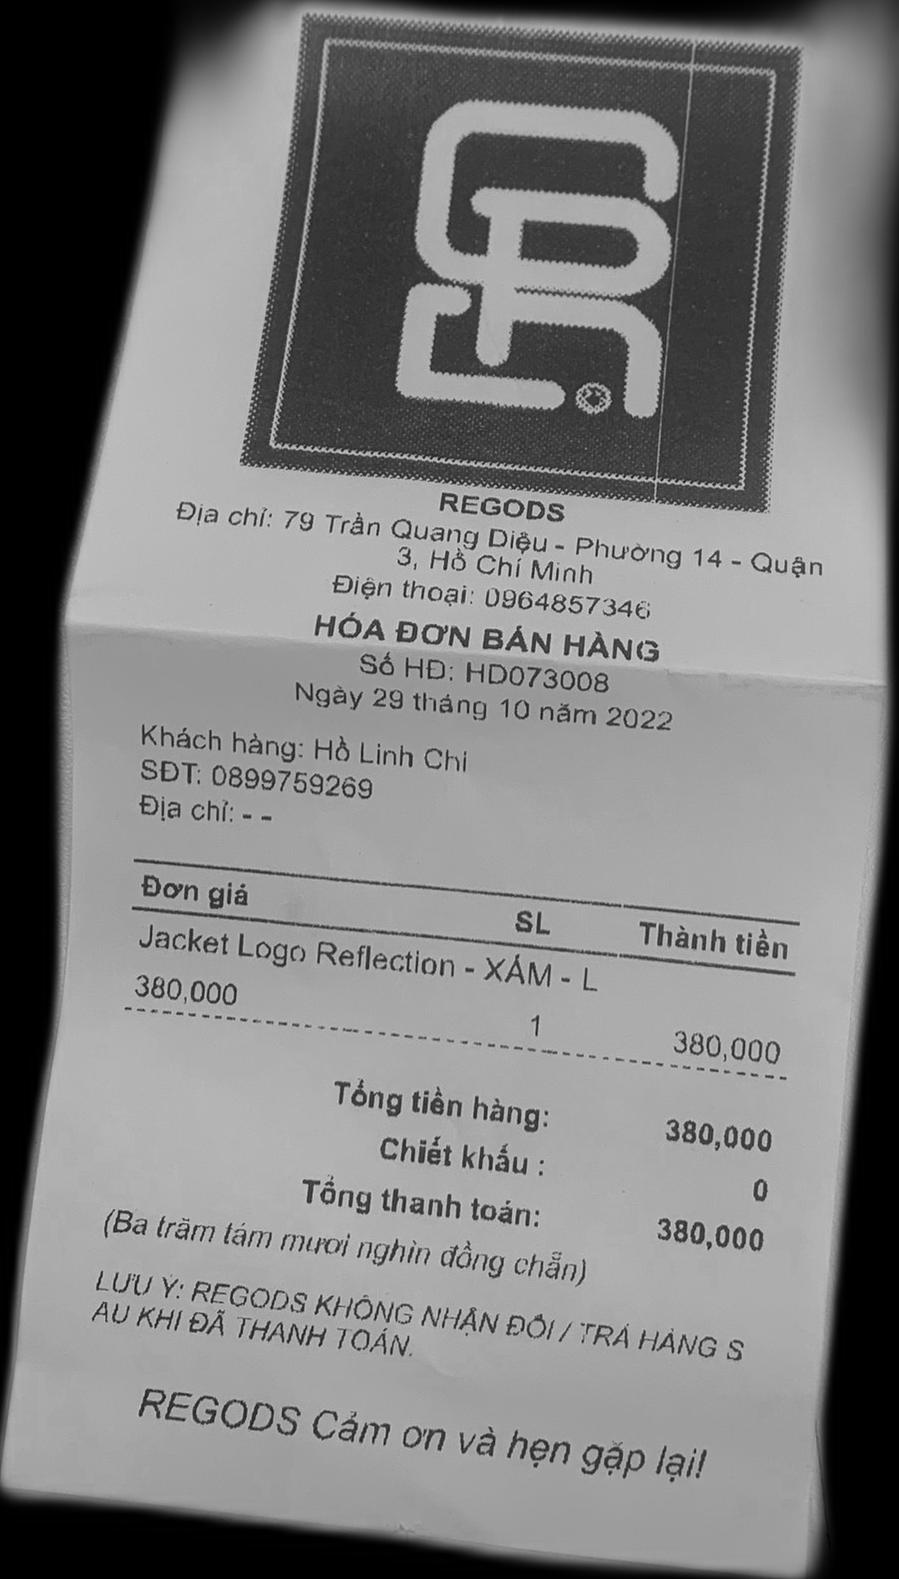 REGODS
Địa chỉ: 79 Trần Quang Diệu - Phường 14 - Quận
3, Hồ Chí Minh
Điện thoại: 0964857346
HÓA ĐƠN BÁN HÀNG
Số HĐ: HD073008
Ngày 29 tháng 10 năm 2022
Khách hàng: Hồ Linh Chi
SĐT: 0899759269
Địa chỉ: - -
Đơn giá SL Thành tiền
Jacket Logo Reflection - XÁM - L
380,000 1 380,000
Tổng tiền hàng: 380,000
Chiết khấu : 0
Tổng thanh toán: 380,000
(Ba trăm tám mươi nghìn đồng chẵn)
LƯU Ý: REGODS KHÔNG NHẬN ĐỔI / TRẢ HÀNG S
AU KHI ĐÃ THANH TOÁN.
REGODS Cảm ơn và hẹn gặp lại!